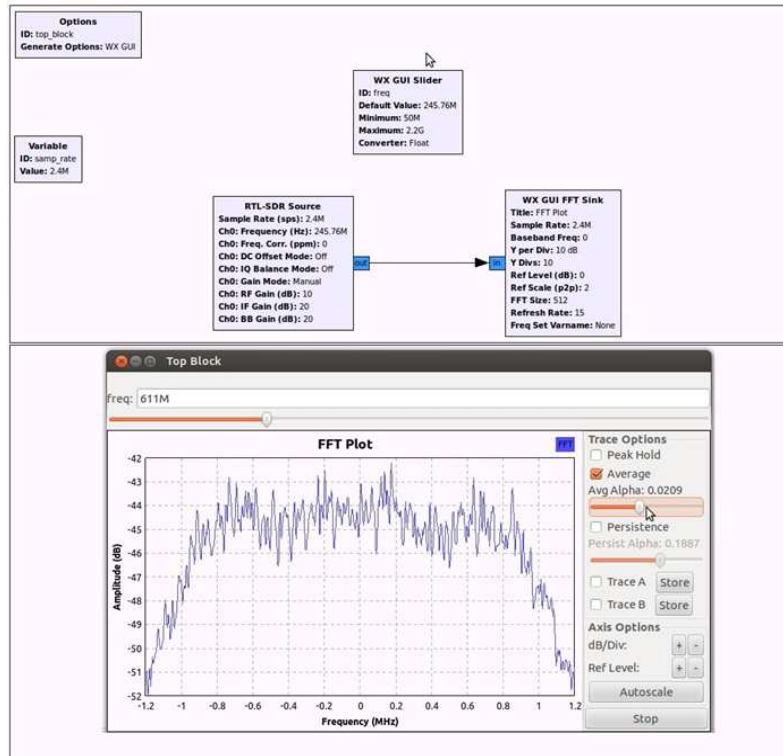 Options
ID: top_block
Generate Options: WX GUI
WX GUI Slider
ID: freq
Default Value: 245.76M
Minimum: 50M
Maximum: 2.2G
Converter: Float
Variable
ID: samp_rate
Value: 2.4M
RTL-SDR Source
Sample Rate (sps): 2.4M
Ch0: Frequency (Hz): 245.76M
Ch0: Freq. Corr. (ppm): 0
Ch0: DC Offset Mode: Off
Ch0: IQ Balance Mode: Off
Ch0: Gain Mode: Manual
Ch0: RF Gain (dB): 10
Ch0: IF Gain (dB): 20
Ch0: BB Gain (dB): 20
out
in
WX GUI FFT Sink
Title: FFT Plot
Sample Rate: 2.4M
Baseband Freq: 0
Y per Div: 10 dB
Y Divs: 10
Ref Level (dB): 0
Ref Scale (p2p): 2
FFT Size: 512
Refresh Rate: 15
Freq Set Varname: None
Top Block
freq: 611M
FFT Plot
FFT
-42
-43
-44
-45
-46
-47
-48
-49
-50
-51
-52
Amplitude (dB)
-1.2 -1 -0.8 -0.6 -0.4 -0.2 0 0.2 0.4 0.6 0.8 1 1.2
Frequency (MHz)
Trace Options
Peak Hold
Average
Avg Alpha: 0.0209
Persistence
Persist Alpha: 0.1887
Trace A Store
Trace B Store
Axis Options
dB/Div: + -
Ref Level: + -
Autoscale
Stop